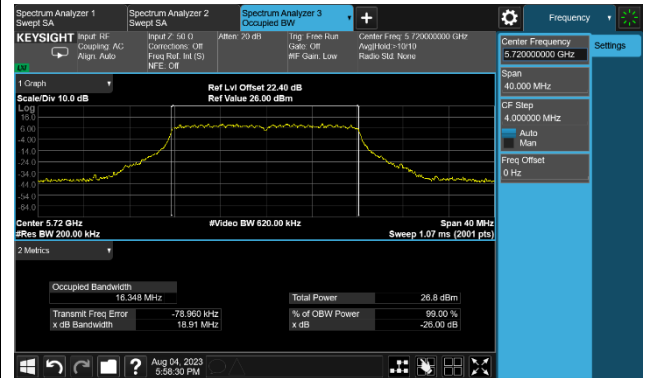 Spectrum Analyzer 1
Swept SA
Spectrum Analyzer 2
Swept SA
Spectrum Analyzer 3
Occupied BW
Frequency
KEYSIGHT
Input: RF
Coupling: AC
Align: Auto
Input Z: 50 Ω
Corrections: Off
Freq Ref: Int (S)
NFE: Off
Atten: 20 dB
Trig: Free Run
Gate: Off
#IF Gain: Low
Center Freq: 5.720000000 GHz
Avg|Hold:>10/10
Radio Std: None
LXI
Center Frequency
5.720000000 GHz
Settings
Span
40.000 MHz
CF Step
4.000000 MHz
Auto
Man
Freq Offset
0 Hz
1 Graph
Scale/Div 10.0 dB
Ref Lvl Offset 22.40 dB
Ref Value 26.00 dBm
Log
16.0
6.00
-4.00
-14.0
-24.0
-34.0
-44.0
-54.0
-64.0
Center 5.72 GHz
#Video BW 620.00 kHz
Span 40 MHz
#Res BW 200.00 kHz
Sweep 1.07 ms (2001 pts)
2 Metrics
Occupied Bandwidth
16.348 MHz
Total Power
26.8 dBm
Transmit Freq Error
-78.960 kHz
% of OBW Power
99.00 %
x dB Bandwidth
18.91 MHz
x dB
-26.00 dB
?
Aug 04, 2023
5:58:30 PM